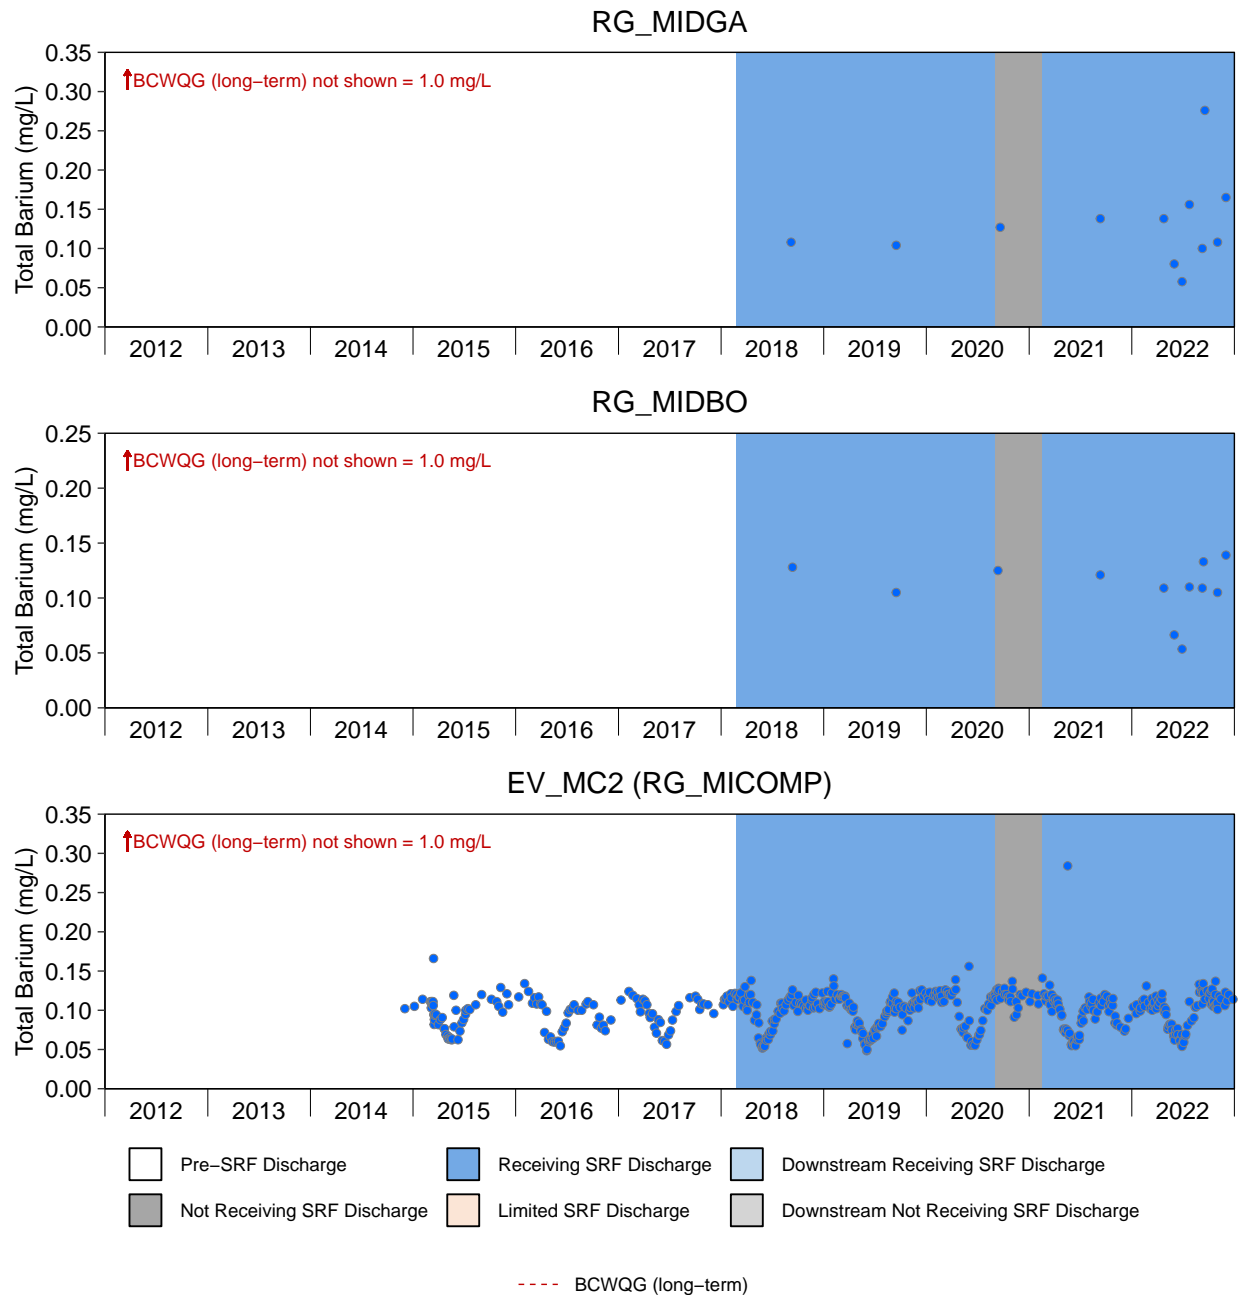 RG_MIDGA
Total Barium (mg/L)
0.35
0.30
0.25
0.20
0.15
0.10
0.05
0.00
BCWQG (long−term) not shown = 1.0 mg/L
2012 2013 2014 2015 2016 2017 2018 2019 2020 2021 2022
RG_MIDBO
Total Barium (mg/L)
0.25
0.20
0.15
0.10
0.05
0.00
BCWQG (long−term) not shown = 1.0 mg/L
2012 2013 2014 2015 2016 2017 2018 2019 2020 2021 2022
EV_MC2 (RG_MICOMP)
Total Barium (mg/L)
0.35
0.30
0.25
0.20
0.15
0.10
0.05
0.00
BCWQG (long−term) not shown = 1.0 mg/L
2012 2013 2014 2015 2016 2017 2018 2019 2020 2021 2022
Pre−SRF Discharge Receiving SRF Discharge Downstream Receiving SRF Discharge
Not Receiving SRF Discharge Limited SRF Discharge Downstream Not Receiving SRF Discharge
BCWQG (long−term)